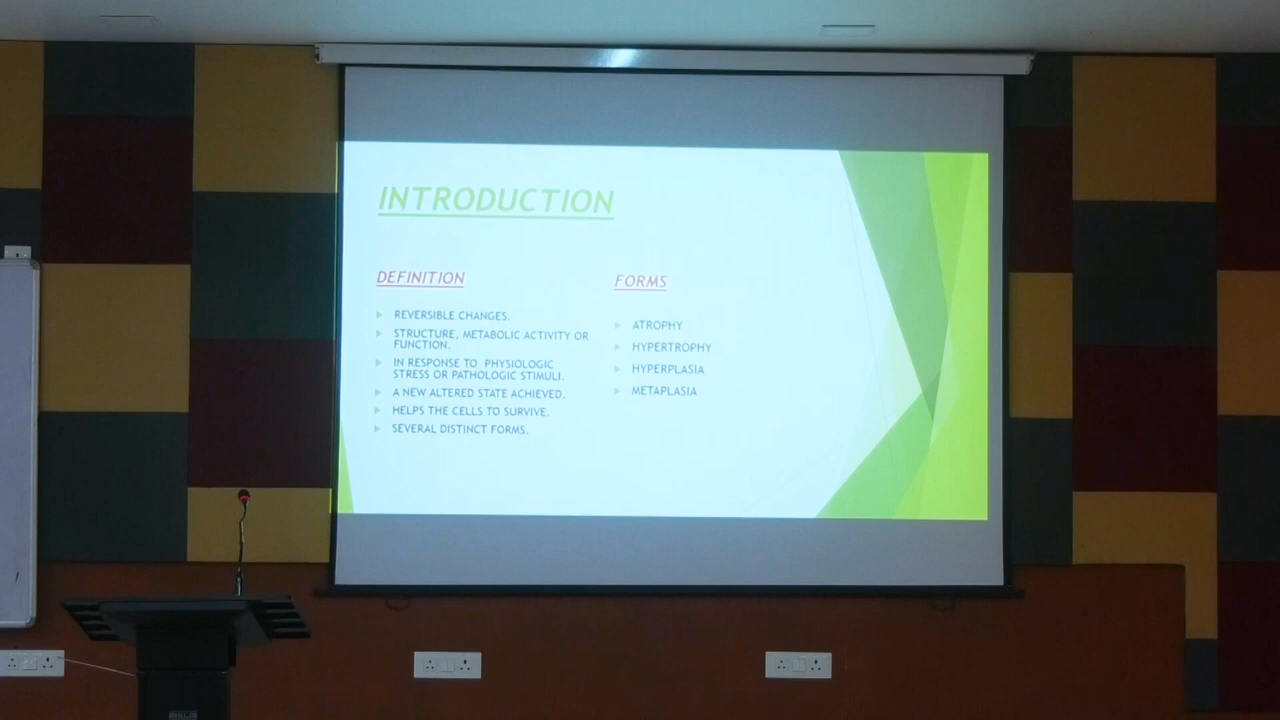 INTRODUCTION
DEFINITION
REVERSIBLE CHANGES.
STRUCTURE, METABOLIC ACTIVITY OR
FUNCTION.
IN RESPONSE TO PHYSIOLOGIC
STRESS OR PATHOLOGIC STIMULI.
A NEW ALTERED STATE ACHIEVED.
HELPS THE CELLS TO SURVIVE.
SEVERAL DISTINCT FORMS.
FORMS
ATROPHY
HYPERTROPHY
HYPERPLASIA
METAPLASIA